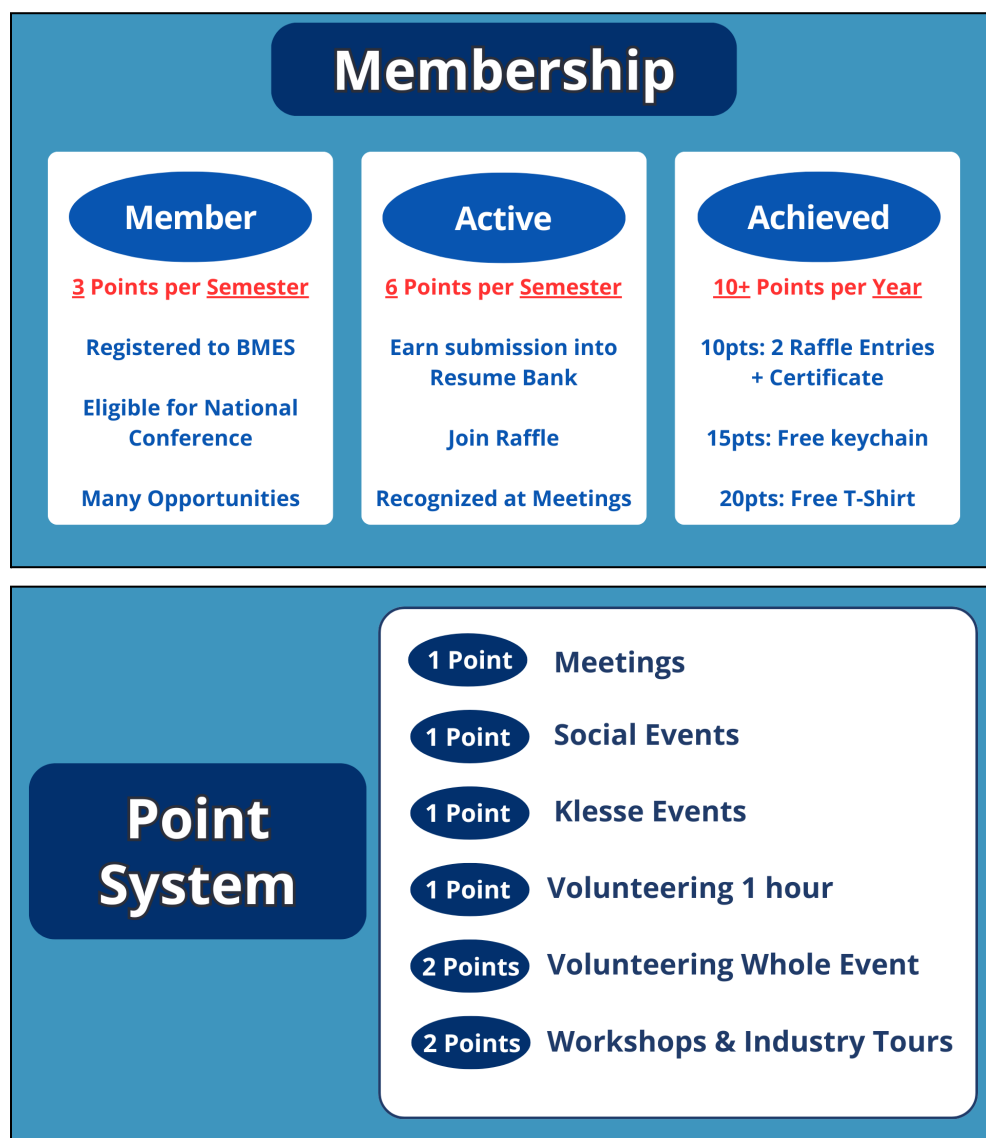 Membership
Member
3 Points per Semester
Registered to BMES
Eligible for National
Conference
Many Opportunities
Active
6 Points per Semester
Earn submission into
Resume Bank
Join Raffle
Recognized at Meetings
Achieved
10+ Points per Year
10pts: 2 Raffle Entries
+ Certificate
15pts: Free keychain
20pts: Free T-Shirt
Point
System
1 Point Meetings
1 Point Social Events
1 Point Klesse Events
1 Point Volunteering 1 hour
2 Points Volunteering Whole Event
2 Points Workshops & Industry Tours